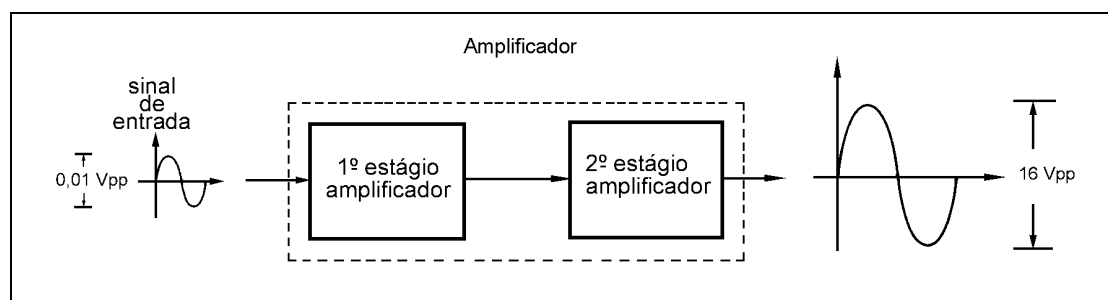 Amplificador
sinal
de
entrada
0,01 Vpp
1º estágio
amplificador
2º estágio
amplificador
16 Vpp